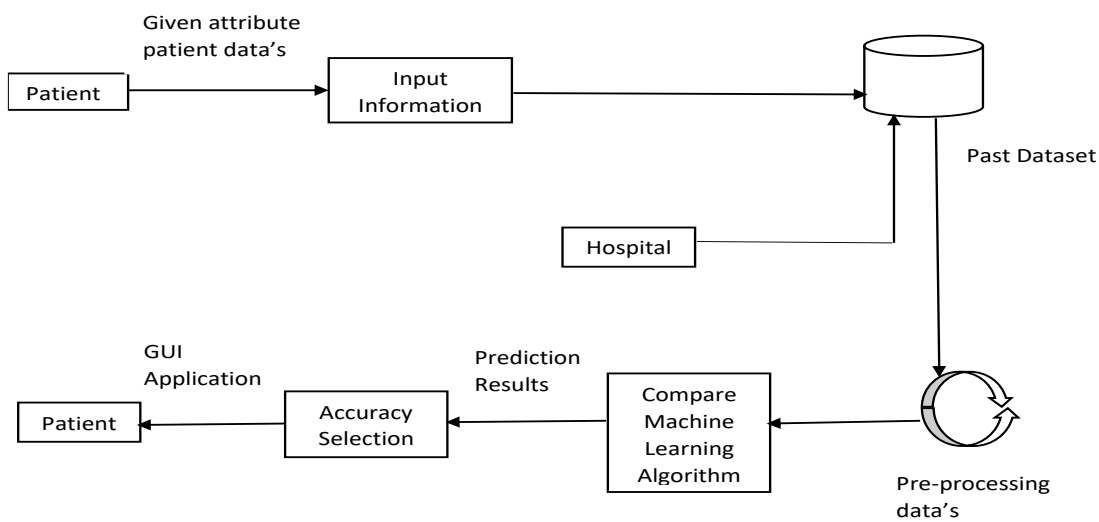 Given attribute
patient data's
Patient
Input
Information
Past Dataset
Hospital
GUI
Application
Prediction
Results
Patient
Accuracy
Selection
Compare
Machine
Learning
Algorithm
Pre-processing
data's